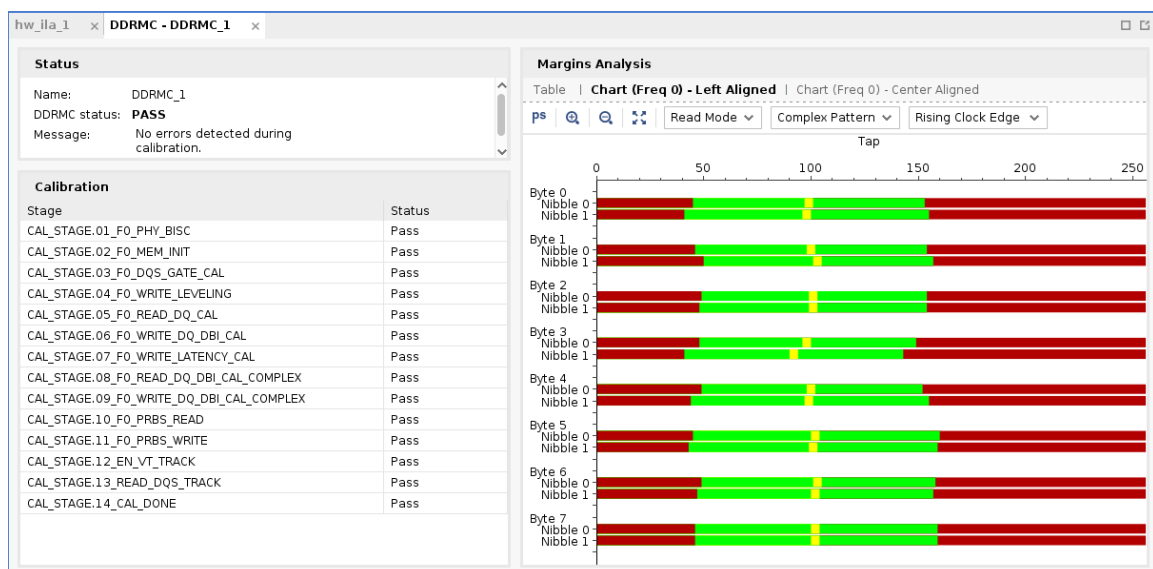 hw_ila_1 × DDRMC - DDRMC_1 ×
Status
Name: DDRMC_1
DDRMC status: PASS
Message: No errors detected during
calibration.
Calibration
Stage Status
CAL_STAGE.01_F0_PHY_BISC Pass
CAL_STAGE.02_F0_MEM_INIT Pass
CAL_STAGE.03_F0_DQS_GATE_CAL Pass
CAL_STAGE.04_F0_WRITE_LEVELING Pass
CAL_STAGE.05_F0_READ_DQ_CAL Pass
CAL_STAGE.06_F0_WRITE_DQ_DBI_CAL Pass
CAL_STAGE.07_F0_WRITE_LATENCY_CAL Pass
CAL_STAGE.08_F0_READ_DQ_DBI_CAL_COMPLEX Pass
CAL_STAGE.09_F0_WRITE_DQ_DBI_CAL_COMPLEX Pass
CAL_STAGE.10_F0_PRBS_READ Pass
CAL_STAGE.11_F0_PRBS_WRITE Pass
CAL_STAGE.12_EN_VT_TRACK Pass
CAL_STAGE.13_READ_DQS_TRACK Pass
CAL_STAGE.14_CAL_DONE Pass
Margins Analysis
Table | Chart (Freq 0) - Left Aligned | Chart (Freq 0) - Center Aligned
ps Read Mode Complex Pattern Rising Clock Edge
Tap
0 50 100 150 200 250
Byte 0
Nibble 0
Nibble 1
Byte 1
Nibble 0
Nibble 1
Byte 2
Nibble 0
Nibble 1
Byte 3
Nibble 0
Nibble 1
Byte 4
Nibble 0
Nibble 1
Byte 5
Nibble 0
Nibble 1
Byte 6
Nibble 0
Nibble 1
Byte 7
Nibble 0
Nibble 1